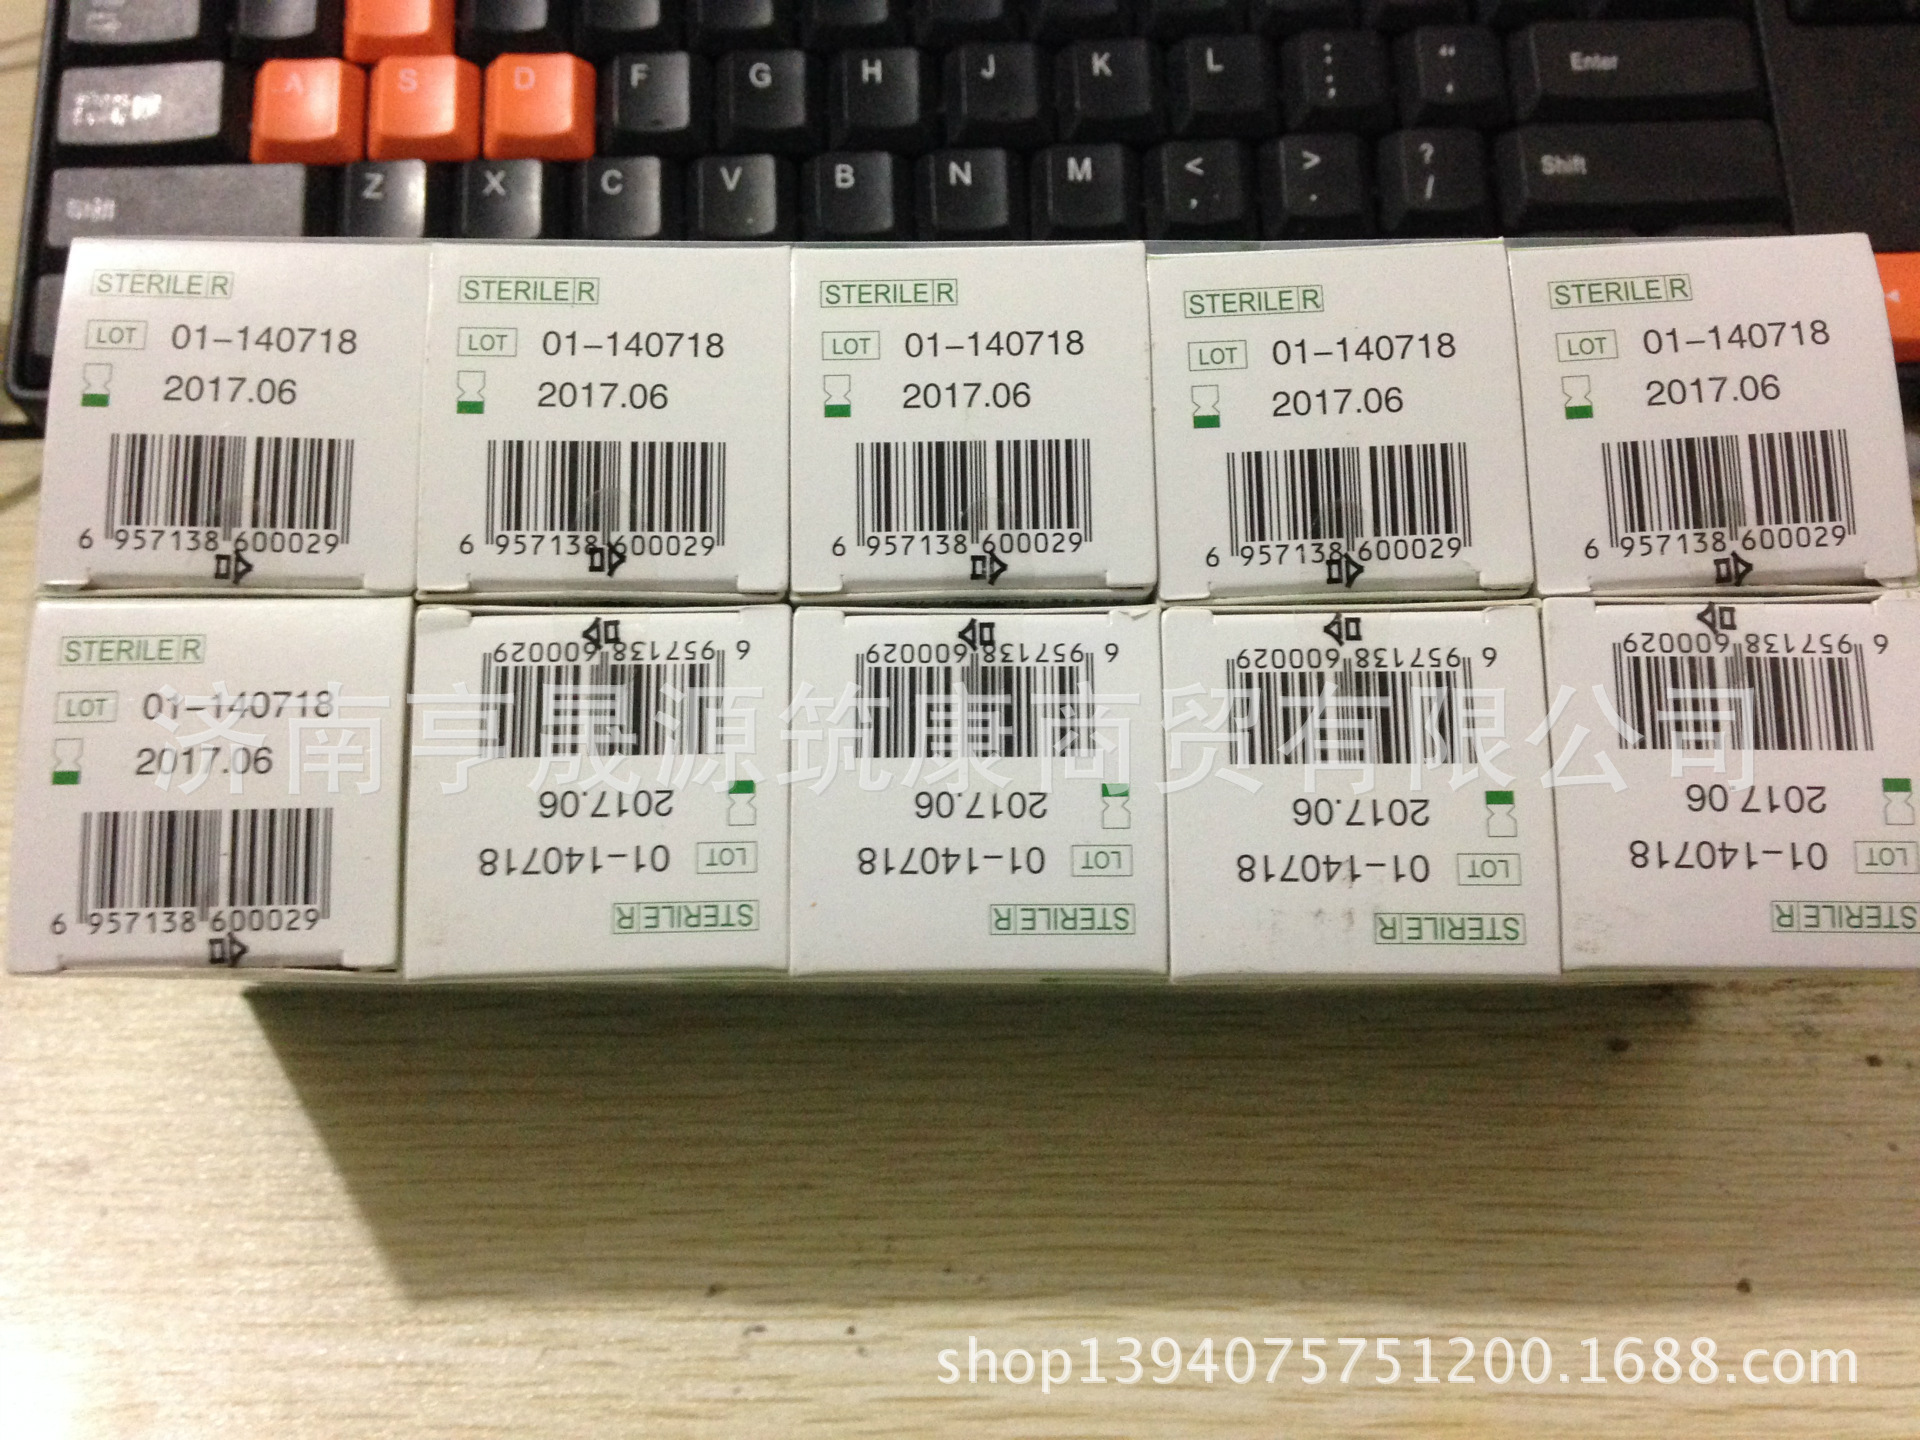 A S D F G H J K L : ; " ' Enter
Shift Z X C V B N M < , > . ? / Shift
STERILE R
LOT 01-140718
2017.06
6 957138 600029
STERILE R
LOT 01-140718
2017.06
6 957138 600029
STERILE R
LOT 01-140718
2017.06
6 957138 600029
STERILE R
LOT 01-140718
2017.06
6 957138 600029
STERILE R
LOT 01-140718
2017.06
6 957138 600029
STERILE R
LOT 01-140718
2017.06
6 957138 600029
STERILE R
LOT 01-140718
2017.06
6 957138 600029
STERILE R
LOT 01-140718
2017.06
6 957138 600029
STERILE R
LOT 01-140718
2017.06
6 957138 600029
STERILE R
LOT 01-140718
2017.06
6 957138 600029
济南亨晟源筑康商贸有限公司
shop1394075751200.1688.com